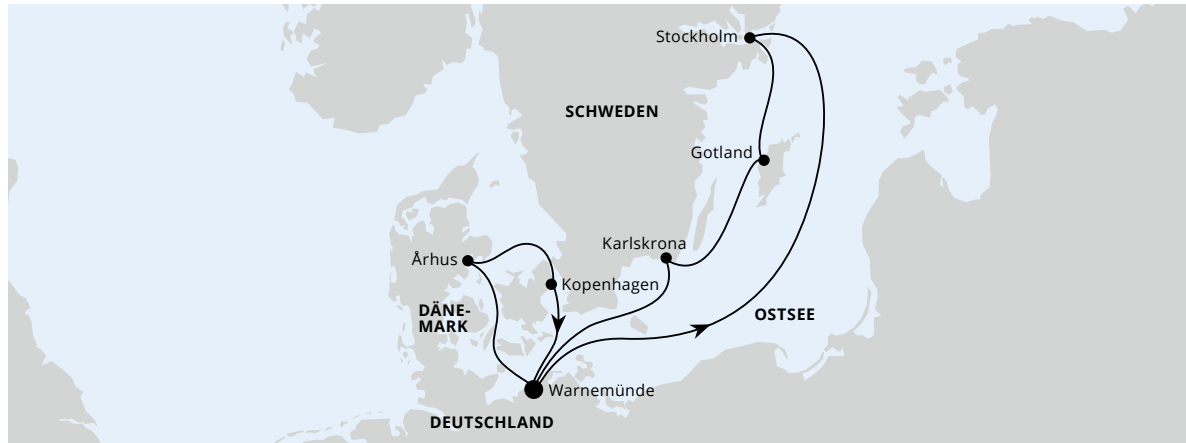 Stockholm
SCHWEDEN
Gotland
Karlskrona
Århus
Kopenhagen
DÄNE-
MARK
OSTSEE
Warnemünde
DEUTSCHLAND